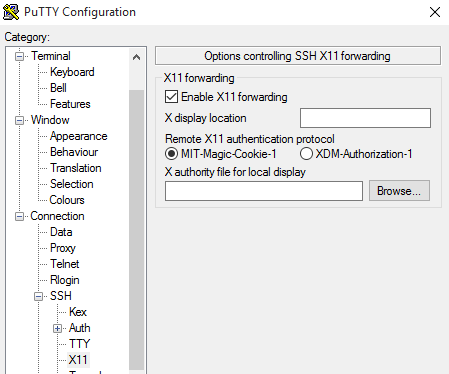 PuTTY Configuration
Category:
Terminal
Keyboard
Bell
Features
Window
Appearance
Behaviour
Translation
Selection
Colours
Connection
Data
Proxy
Telnet
Rlogin
SSH
Kex
Auth
TTY
X11
Options controlling SSH X11 forwarding
X11 forwarding
Enable X11 forwarding
X display location
Remote X11 authentication protocol
MIT-Magic-Cookie-1 XDM-Authorization-1
X authority file for local display
Browse...